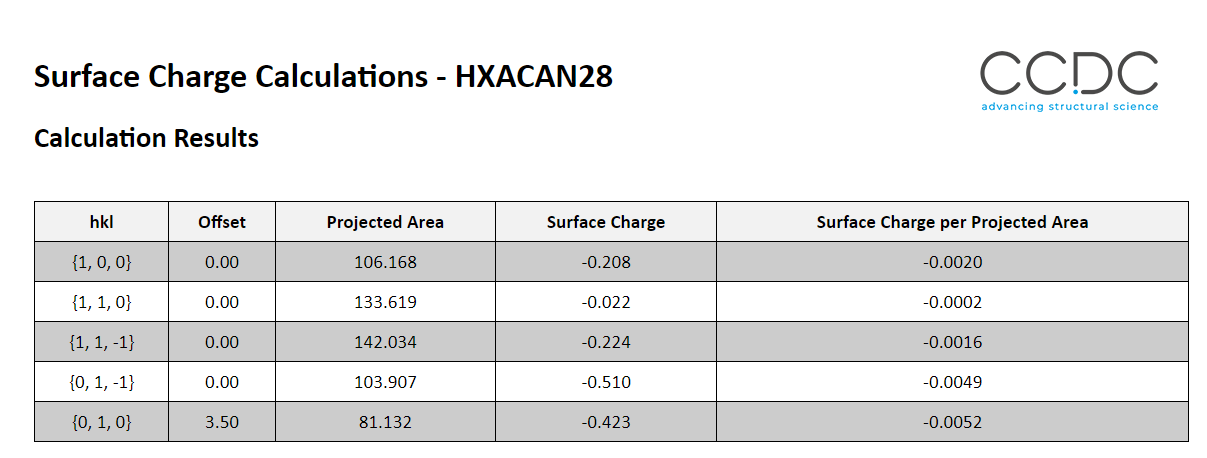 Surface Charge Calculations - HXACAN28
CCDC
advancing structural science
Calculation Results
hkl Offset Projected Area Surface Charge Surface Charge per Projected Area
{1, 0, 0} 0.00 106.168 -0.208 -0.0020
{1, 1, 0} 0.00 133.619 -0.022 -0.0002
{1, 1, -1} 0.00 142.034 -0.224 -0.0016
{0, 1, -1} 0.00 103.907 -0.510 -0.0049
{0, 1, 0} 3.50 81.132 -0.423 -0.0052